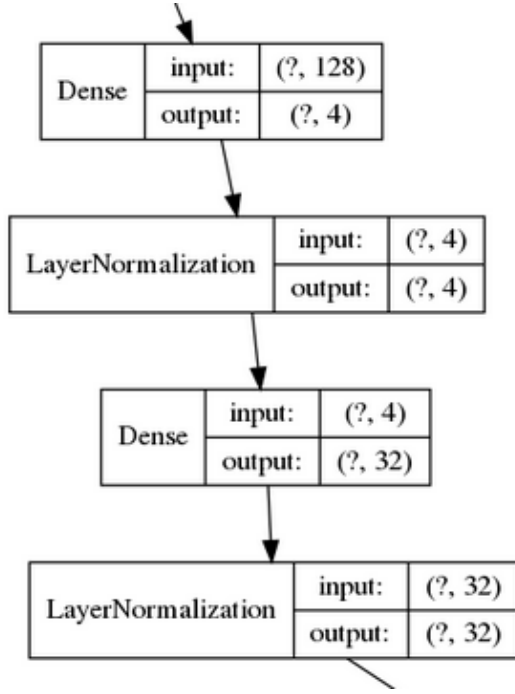 Dense input: (?, 128)
output: (?, 4)
LayerNormalization input: (?, 4)
output: (?, 4)
Dense input: (?, 4)
output: (?, 32)
LayerNormalization input: (?, 32)
output: (?, 32)